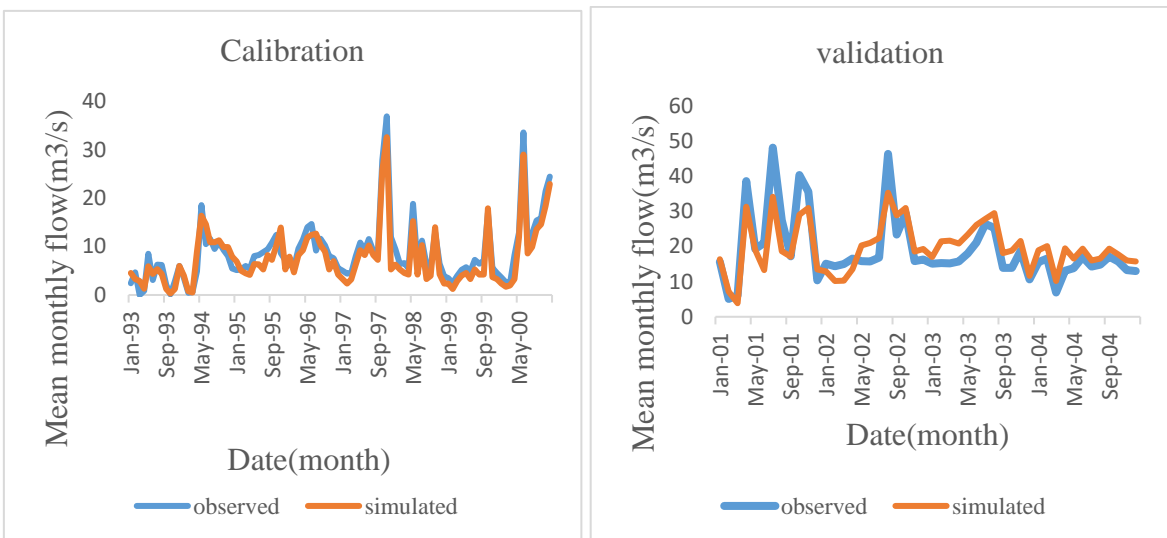 Calibration
Mean monthly flow(m3/s)
40
30
20
10
0
Jan-93
Sep-93
May-94
Jan-95
Sep-95
May-96
Jan-97
Sep-97
May-98
Jan-99
Sep-99
May-00
Date(month)
observed
simulated
validation
Mean monthly flow(m3/s)
60
50
40
30
20
10
0
Jan-01
May-01
Sep-01
Jan-02
May-02
Sep-02
Jan-03
May-03
Sep-03
Jan-04
May-04
Sep-04
Date(month)
observed
simulated